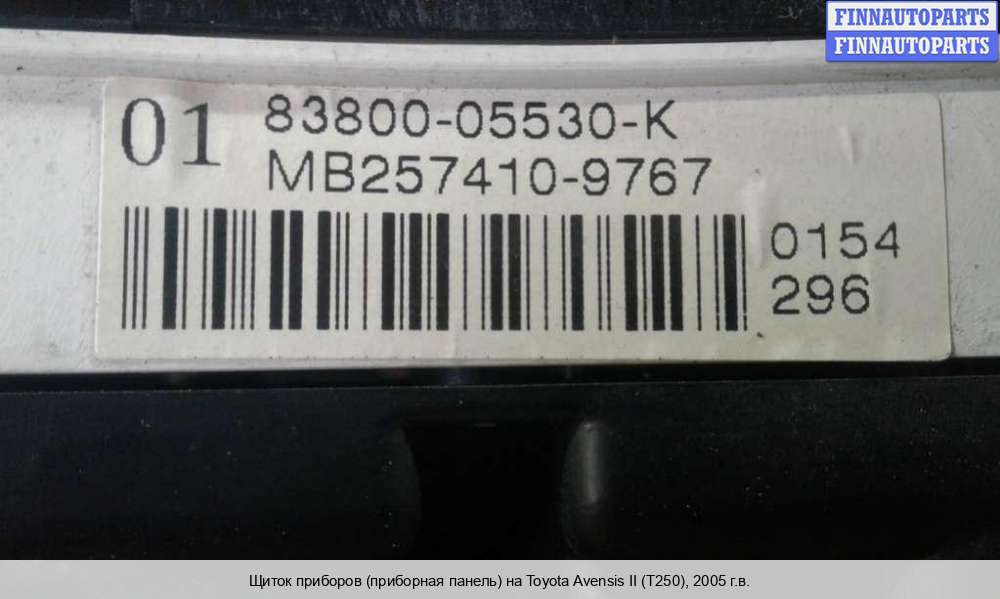 FINNAUTOPARTS
FINNAUTOPARTS
01
83800-05530-K
MB257410-9767
0154
296
Щиток приборов (приборная панель) на Toyota Avensis II (T250), 2005 г.в.